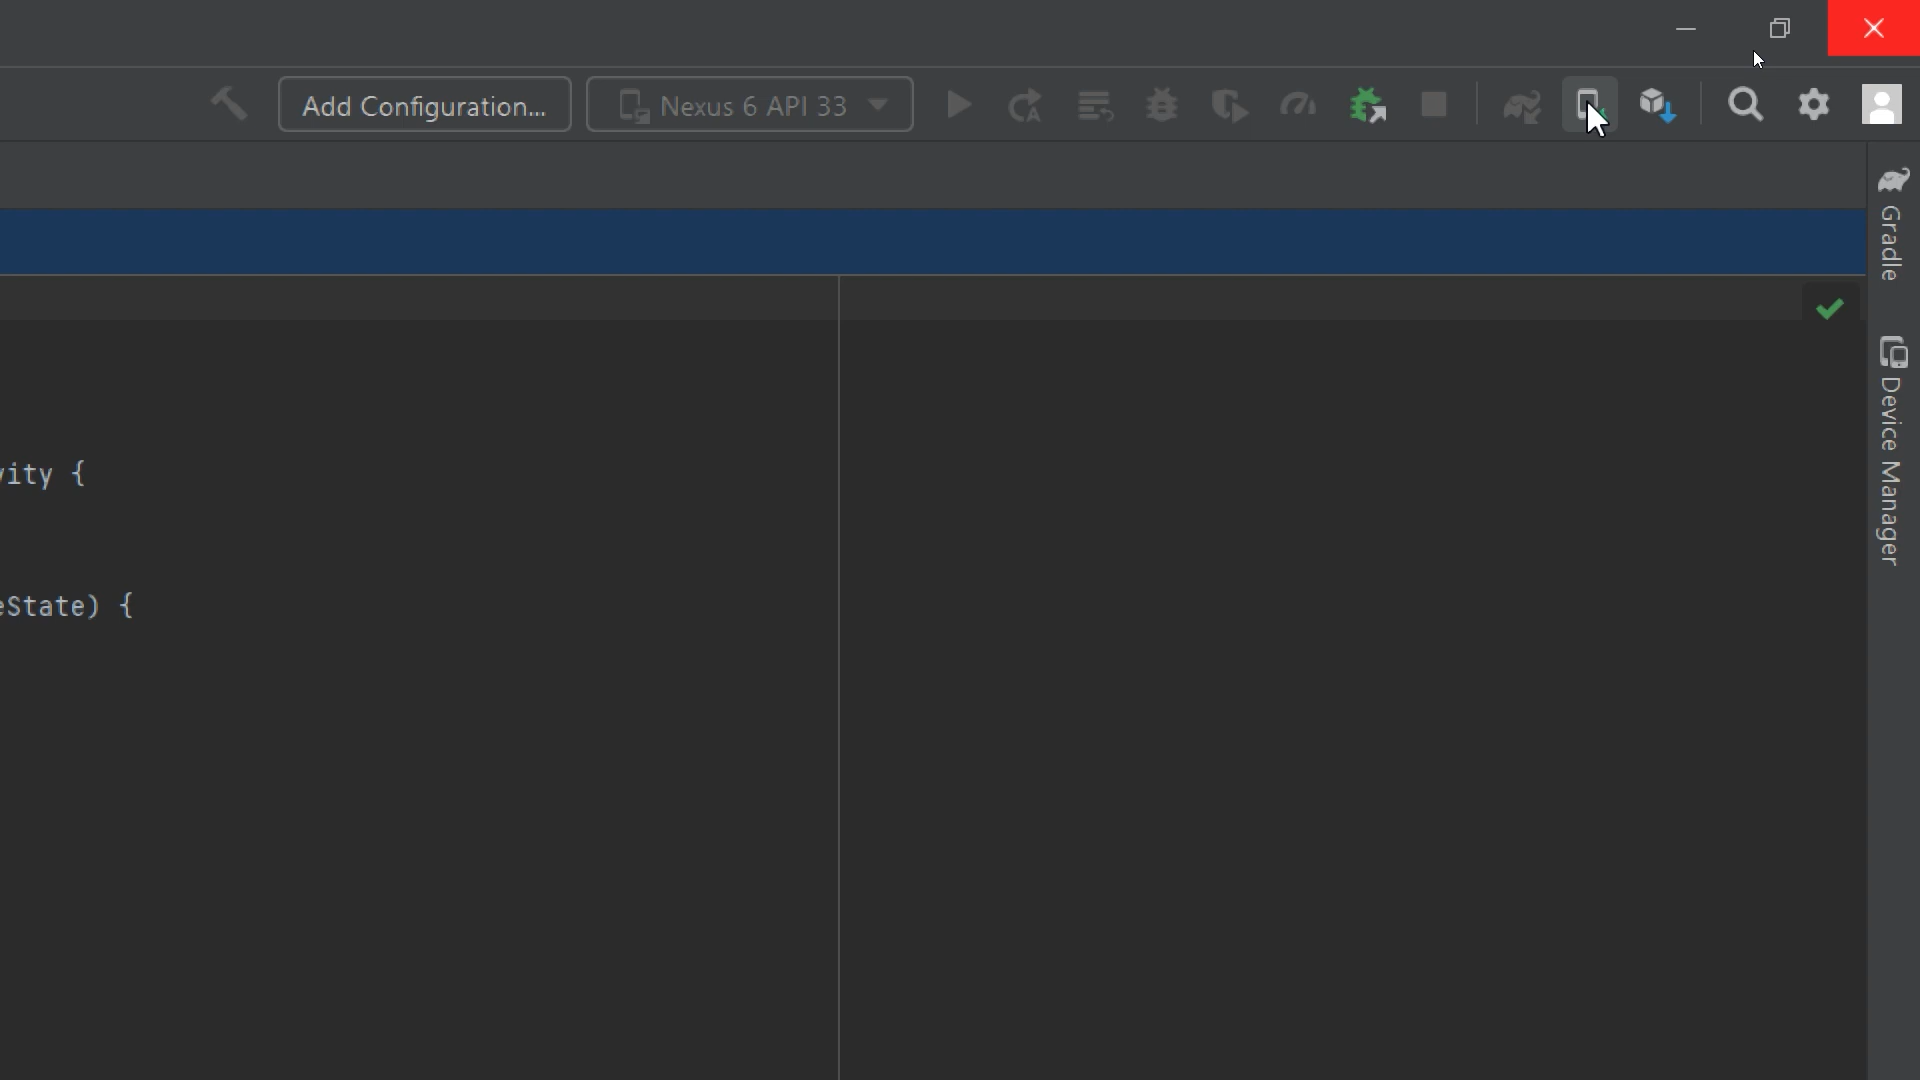 Add Configuration...
Nexus 6 API 33
Gradle
Device Manager
vity {
eState) {